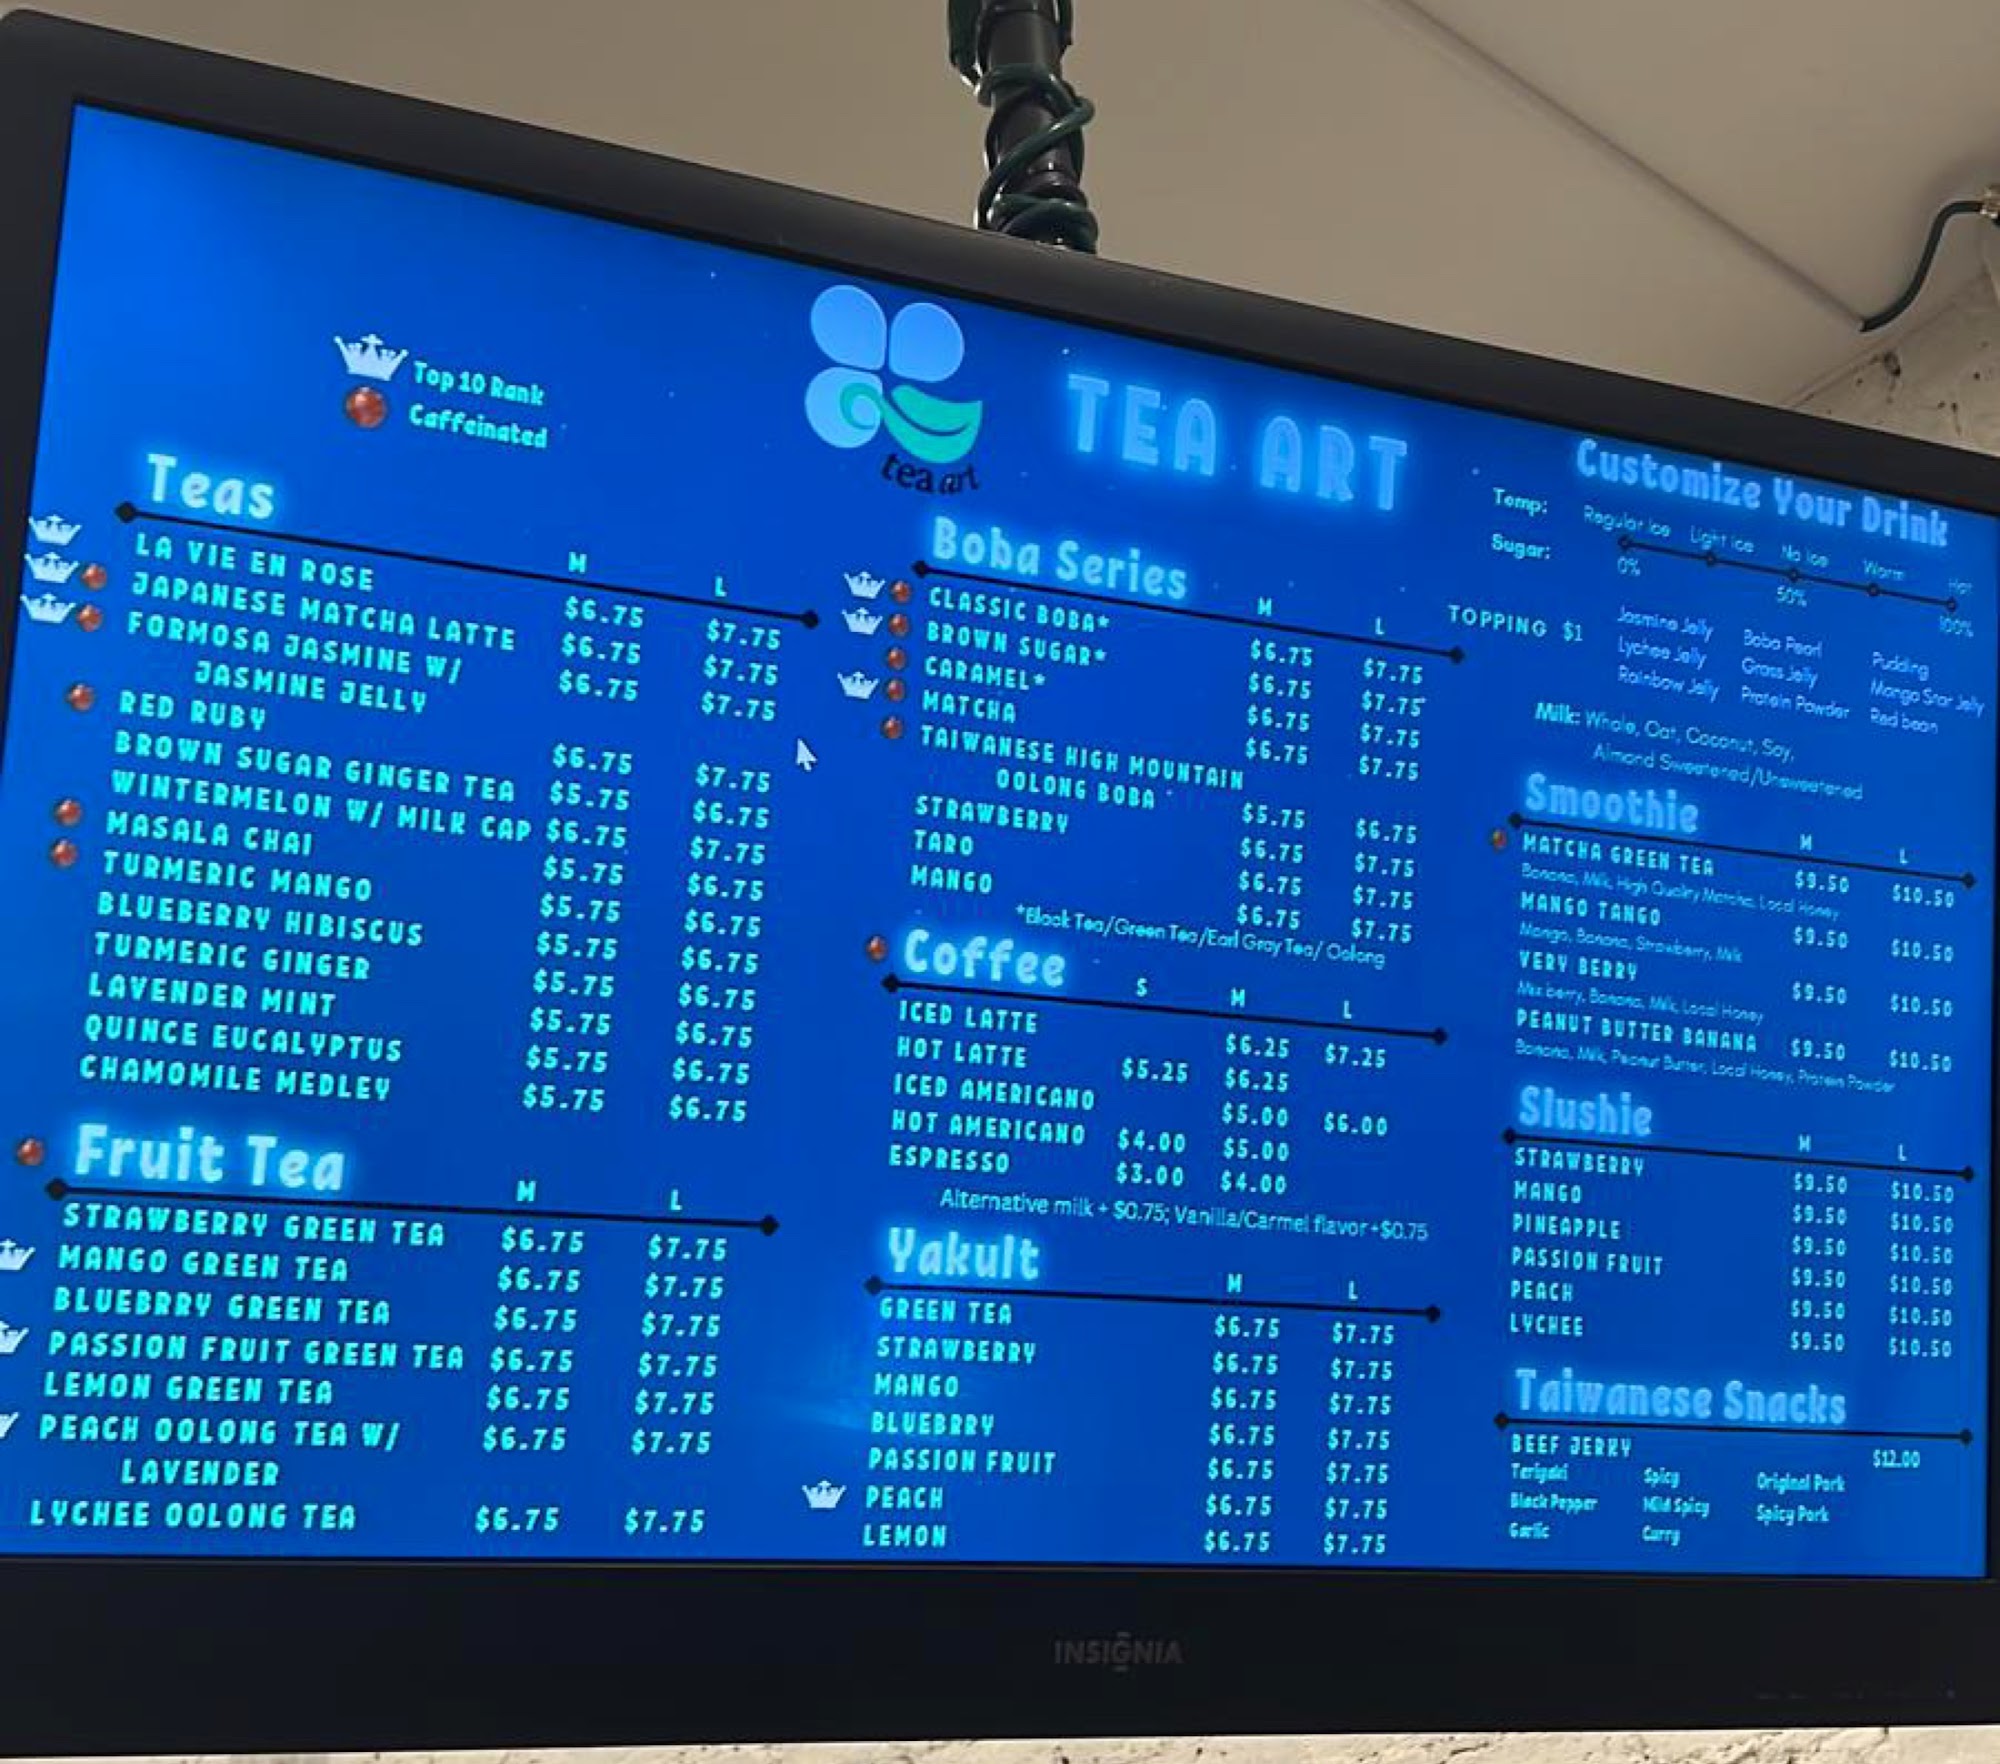 Top 10 Rank
Caffeinated
tea art
TEA ART
Teas
M L
LA VIE EN ROSE $6.75 $7.75
JAPANESE MATCHA LATTE $6.75 $7.75
FORMOSA JASMINE W/ $6.75 $7.75
JASMINE JELLY
RED RUBY $6.75 $7.75
BROWN SUGAR GINGER TEA $5.75 $6.75
WINTERMELON W/ MILK CAP $6.75 $7.75
MASALA CHAI $5.75 $6.75
TURMERIC MANGO $5.75 $6.75
BLUEBERRY HIBISCUS $5.75 $6.75
TURMERIC GINGER $5.75 $6.75
LAVENDER MINT $5.75 $6.75
QUINCE EUCALYPTUS $5.75 $6.75
CHAMOMILE MEDLEY $5.75 $6.75
Fruit Tea
M L
STRAWBERRY GREEN TEA $6.75 $7.75
MANGO GREEN TEA $6.75 $7.75
BLUEBRRY GREEN TEA $6.75 $7.75
PASSION FRUIT GREEN TEA $6.75 $7.75
LEMON GREEN TEA $6.75 $7.75
PEACH OOLONG TEA W/ $6.75 $7.75
LAVENDER
LYCHEE OOLONG TEA $6.75 $7.75
Boba Series
M L
CLASSIC BOBA* $6.75 $7.75
BROWN SUGAR* $6.75 $7.75
CARAMEL* $6.75 $7.75
MATCHA $6.75 $7.75
TAIWANESE HIGH MOUNTAIN
OOLONG BOBA $5.75 $6.75
STRAWBERRY $6.75 $7.75
TARO $6.75 $7.75
MANGO $6.75 $7.75
*Black Tea/Green Tea/Earl Gray Tea/ Oolong
Coffee
S M L
ICED LATTE $6.25 $7.25
HOT LATTE $5.25 $6.25
ICED AMERICANO $5.00 $6.00
HOT AMERICANO $4.00 $5.00
ESPRESSO $3.00 $4.00
Alternative milk + $0.75; Vanilla/Carmel flavor +$0.75
Yakult
M L
GREEN TEA $6.75 $7.75
STRAWBERRY $6.75 $7.75
MANGO $6.75 $7.75
BLUEBRRY $6.75 $7.75
PASSION FRUIT $6.75 $7.75
PEACH $6.75 $7.75
LEMON $6.75 $7.75
Customize Your Drink
Temp: Regular Ice Light Ice No Ice Warm Hot
Sugar: 0% 50% 100%
TOPPING $1
Jasmine Jelly Boba Pearl Pudding
Lychee Jelly Grass Jelly Mango Star Jelly
Rainbow Jelly Protein Powder Red bean
Milk: Whole, Oat, Coconut, Soy,
Almond Sweetened/Unsweetened
Smoothie
M L
MATCHA GREEN TEA $9.50 $10.50
Banana, Milk, High Quality Matcha, Local Honey
MANGO TANGO $9.50 $10.50
Mango, Banana, Strawberry, Milk
VERY BERRY $9.50 $10.50
Mix berry, Banana, Milk, Local Honey
PEANUT BUTTER BANANA $9.50 $10.50
Banana, Milk, Peanut Butter, Local Honey, Protein Powder
Slushie
M L
STRAWBERRY $9.50 $10.50
MANGO $9.50 $10.50
PINEAPPLE $9.50 $10.50
PASSION FRUIT $9.50 $10.50
PEACH $9.50 $10.50
LYCHEE $9.50 $10.50
Taiwanese Snacks
BEEF JERKY $12.00
Teriyaki Spicy Original Pork
Black Pepper Mild Spicy Spicy Pork
Garlic Curry
INSIGNIA